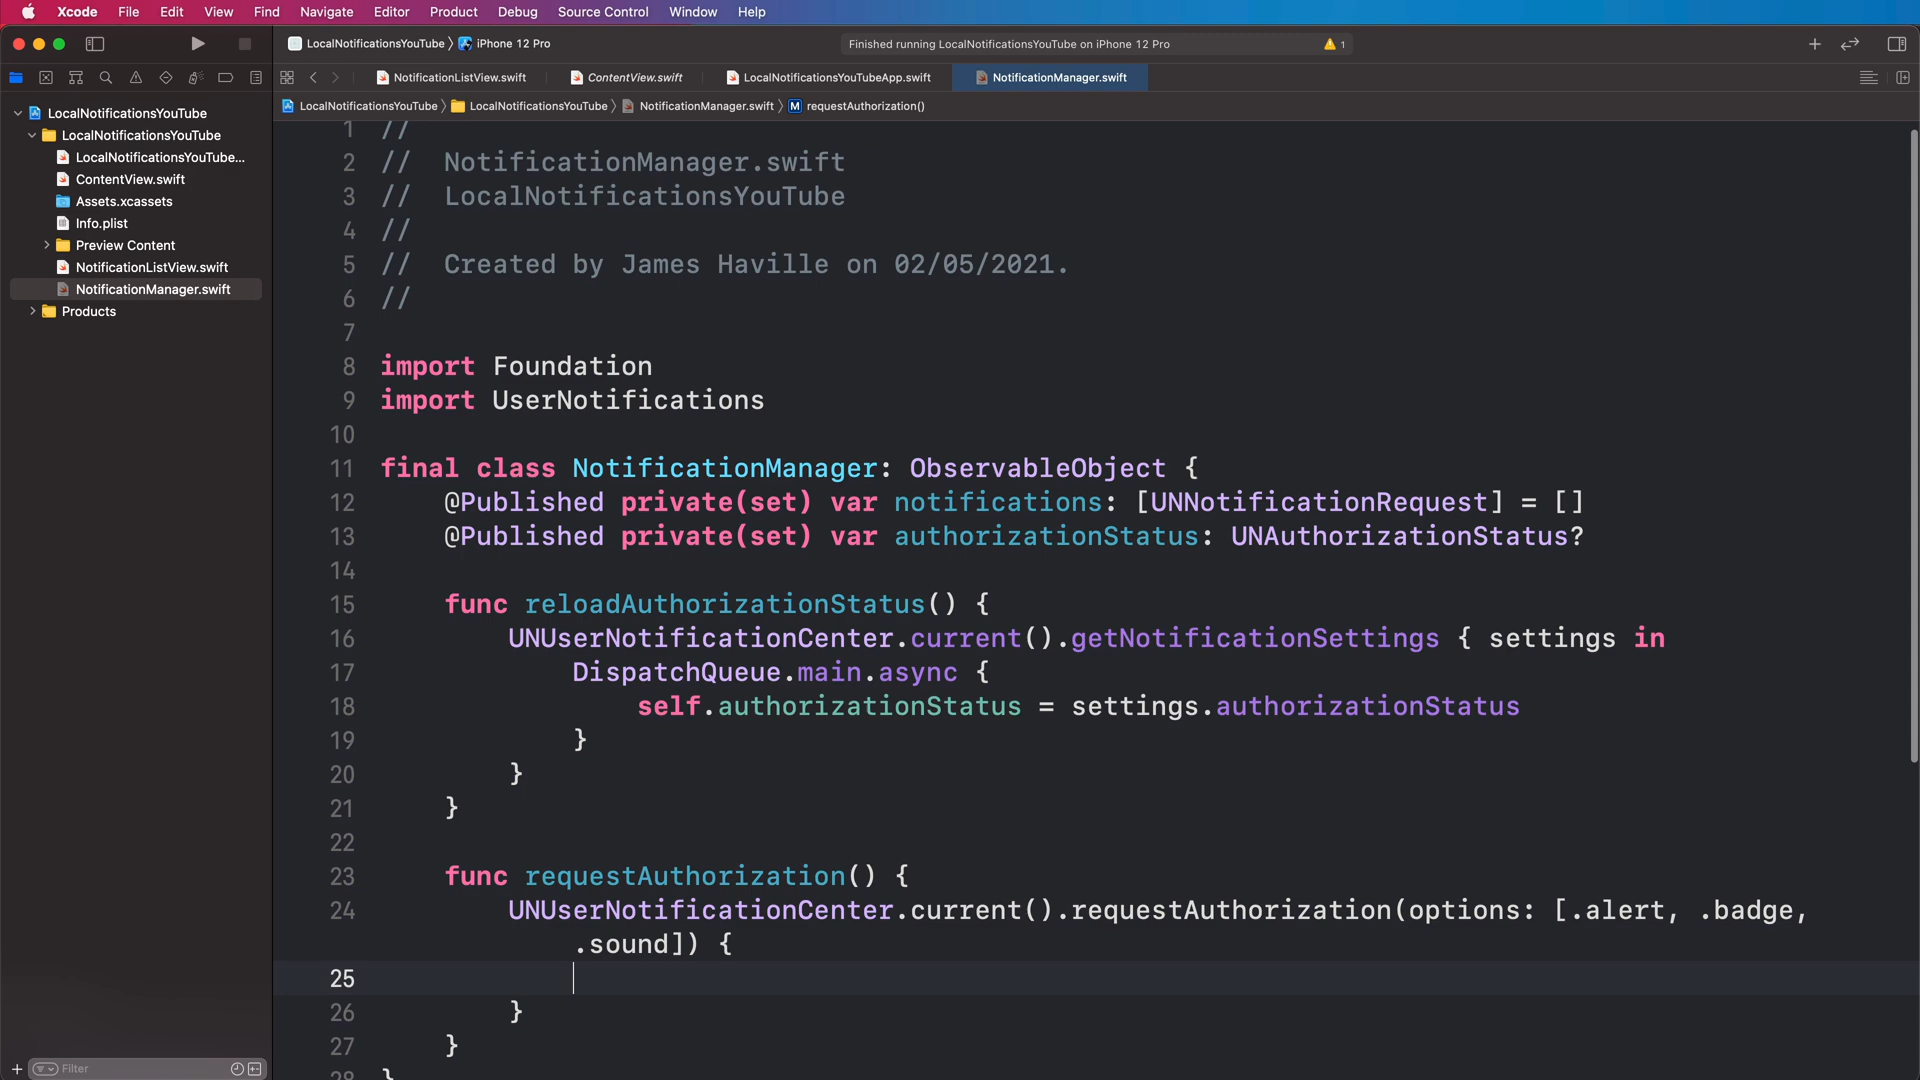 Xcode File Edit View Find Navigate Editor Product Debug Source Control Window Help
LocalNotificationsYouTube iPhone 12 Pro
Finished running LocalNotificationsYouTube on iPhone 12 Pro
1
NotificationListView.swift ContentView.swift LocalNotificationsYouTubeApp.swift NotificationManager.swift
LocalNotificationsYouTube LocalNotificationsYouTube NotificationManager.swift M requestAuthorization()
LocalNotificationsYouTube
LocalNotificationsYouTube
LocalNotificationsYouTube...
ContentView.swift
Assets.xcassets
Info.plist
Preview Content
NotificationListView.swift
NotificationManager.swift
Products
Filter
1 //
2 //  NotificationManager.swift
3 //  LocalNotificationsYouTube
4 //
5 //  Created by James Haville on 02/05/2021.
6 //
7
8 import Foundation
9 import UserNotifications
10
11 final class NotificationManager: ObservableObject {
12     @Published private(set) var notifications: [UNNotificationRequest] = []
13     @Published private(set) var authorizationStatus: UNAuthorizationStatus?
14
15     func reloadAuthorizationStatus() {
16         UNUserNotificationCenter.current().getNotificationSettings { settings in
17             DispatchQueue.main.async {
18                 self.authorizationStatus = settings.authorizationStatus
19             }
20         }
21     }
22
23     func requestAuthorization() {
24         UNUserNotificationCenter.current().requestAuthorization(options: [.alert, .badge,
.sound]) {
25
26         }
27     }
28 }